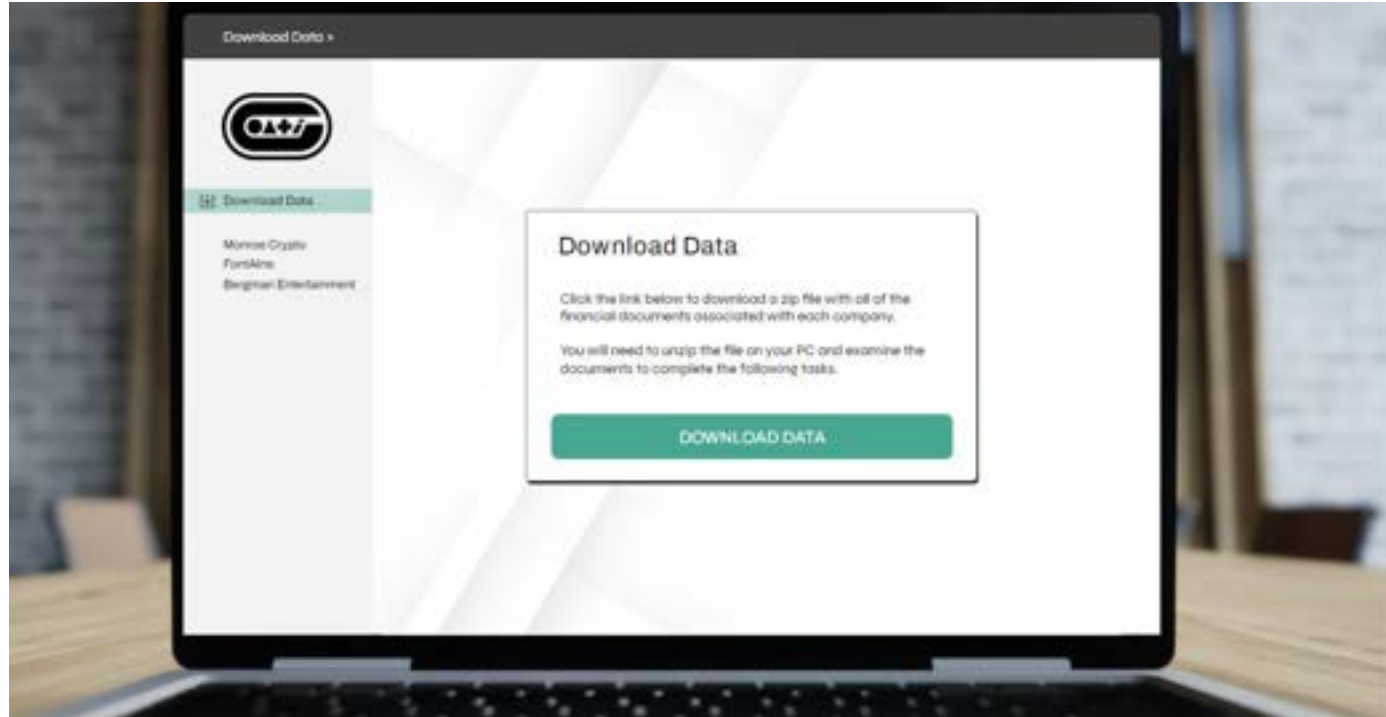 Download Data >
Download Data
Monroe Crypto
Bergman Entertainment
Download Data
Click the link below to download a zip file with all of the
financial documents associated with each company.
You will need to unzip the file on your PC and examine the
documents to complete the following tasks.
DOWNLOAD DATA